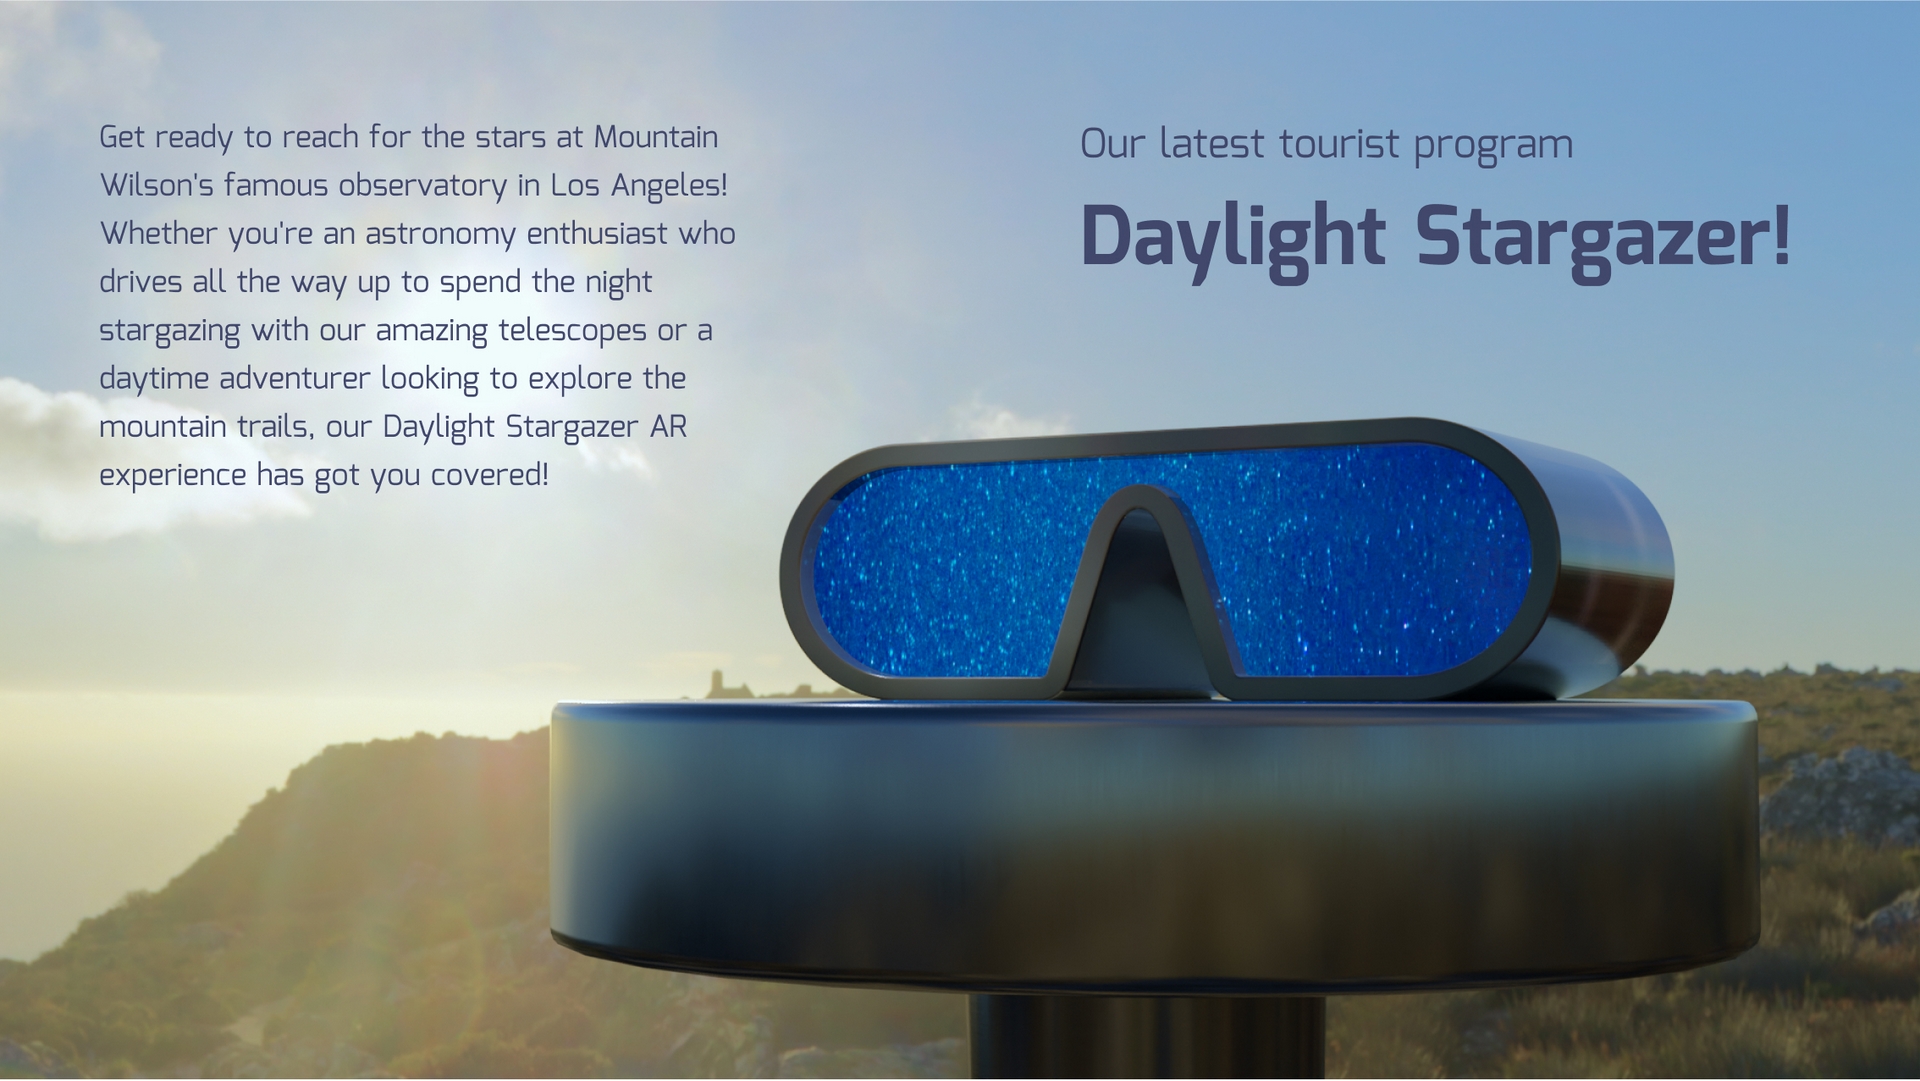 Get ready to reach for the stars at Mountain
Wilson's famous observatory in Los Angeles!
Whether you're an astronomy enthusiast who
drives all the way up to spend the night
stargazing with our amazing telescopes or a
daytime adventurer looking to explore the
mountain trails, our Daylight Stargazer AR
experience has got you covered!
Our latest tourist program
Daylight Stargazer!